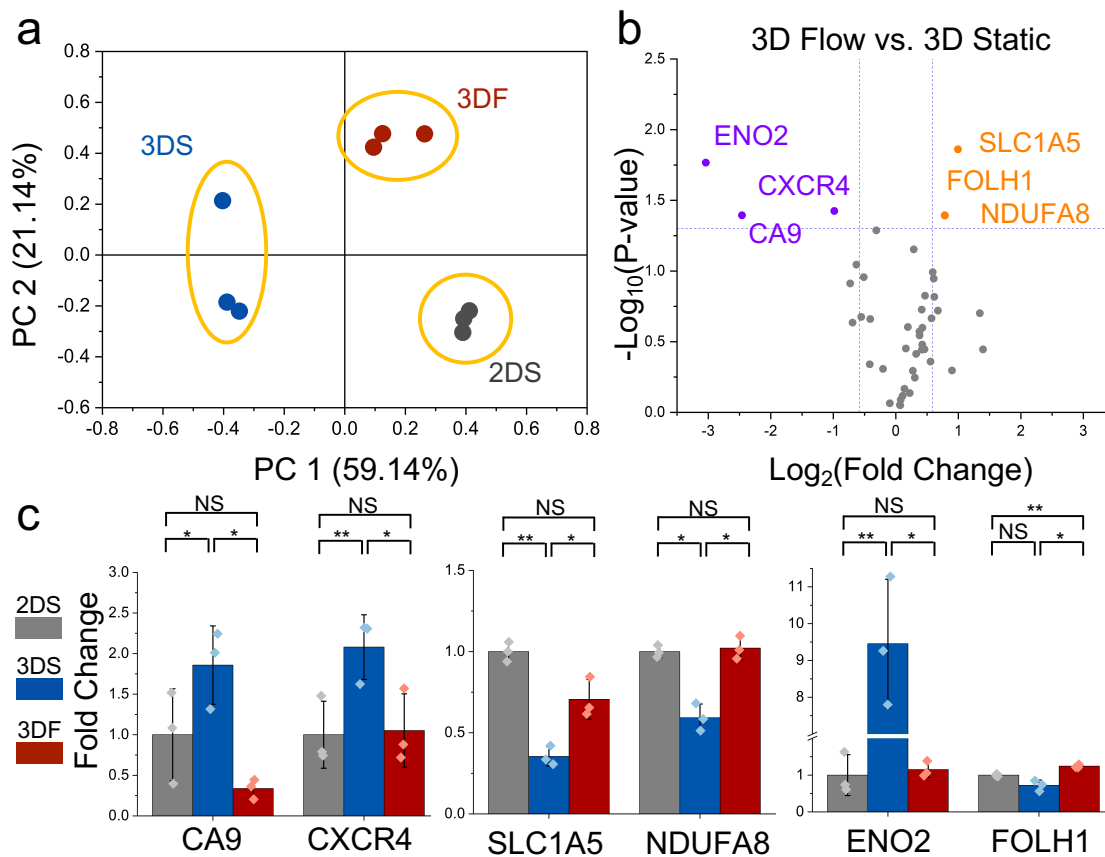 a
0.8
0.6
0.4
0.2
0.0
-0.2
-0.4
-0.6
-0.8 -0.6 -0.4 -0.2 0.0 0.2 0.4 0.6 0.8
PC 2 (21.14%)
PC 1 (59.14%)
3DS
3DF
2DS
b
3D Flow vs. 3D Static
2.5
2.0
1.5
1.0
0.5
0.0
-3 -2 -1 0 1 2 3
-Log10(P-value)
Log2(Fold Change)
ENO2
CXCR4
CA9
SLC1A5
FOLH1
NDUFA8
c
2DS
3DS
3DF
Fold Change
NS
* *
NS
** *
3.0
2.5
2.0
1.5
1.0
0.5
0.0
CA9 CXCR4
NS
** *
NS
* *
1.5
1.0
0.5
0.0
SLC1A5 NDUFA8
NS
** *
**
NS *
11
10
9
8
2
1
0
ENO2 FOLH1